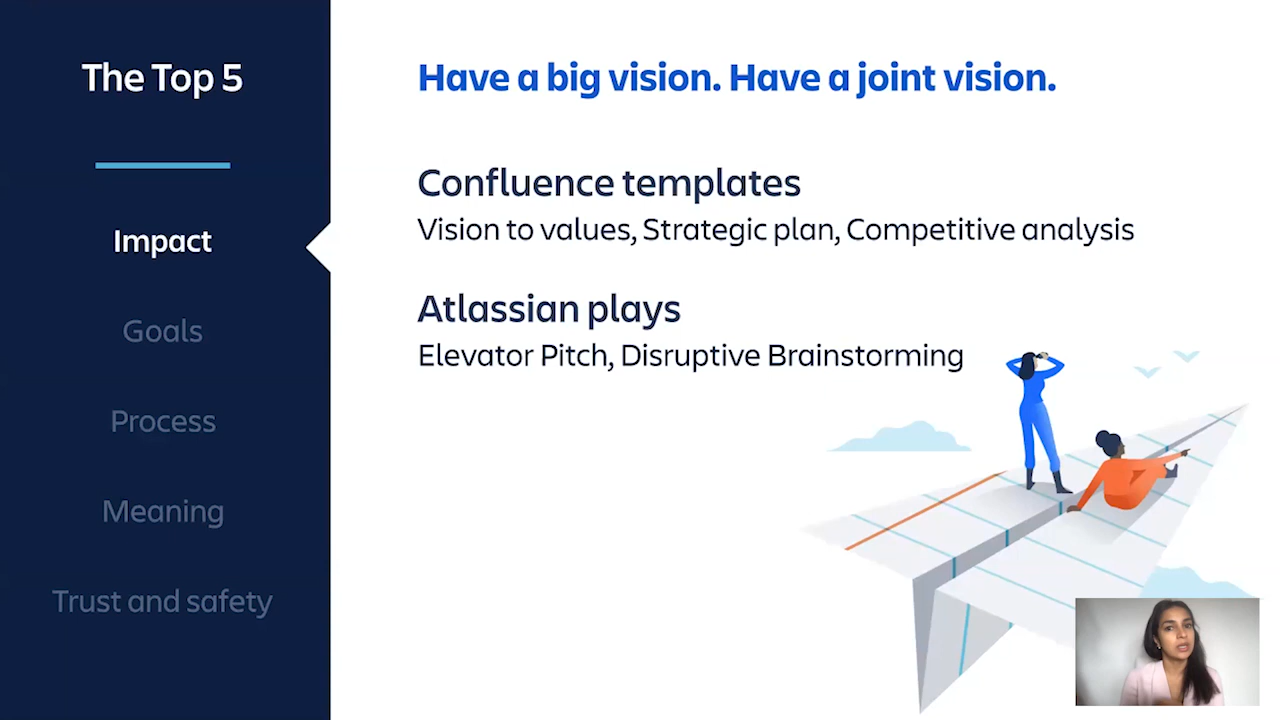 The Top 5
Impact
Goals
Process
Meaning
Trust and safety
Have a big vision. Have a joint vision.
Confluence templates
Vision to values, Strategic plan, Competitive analysis
Atlassian plays
Elevator Pitch, Disruptive Brainstorming